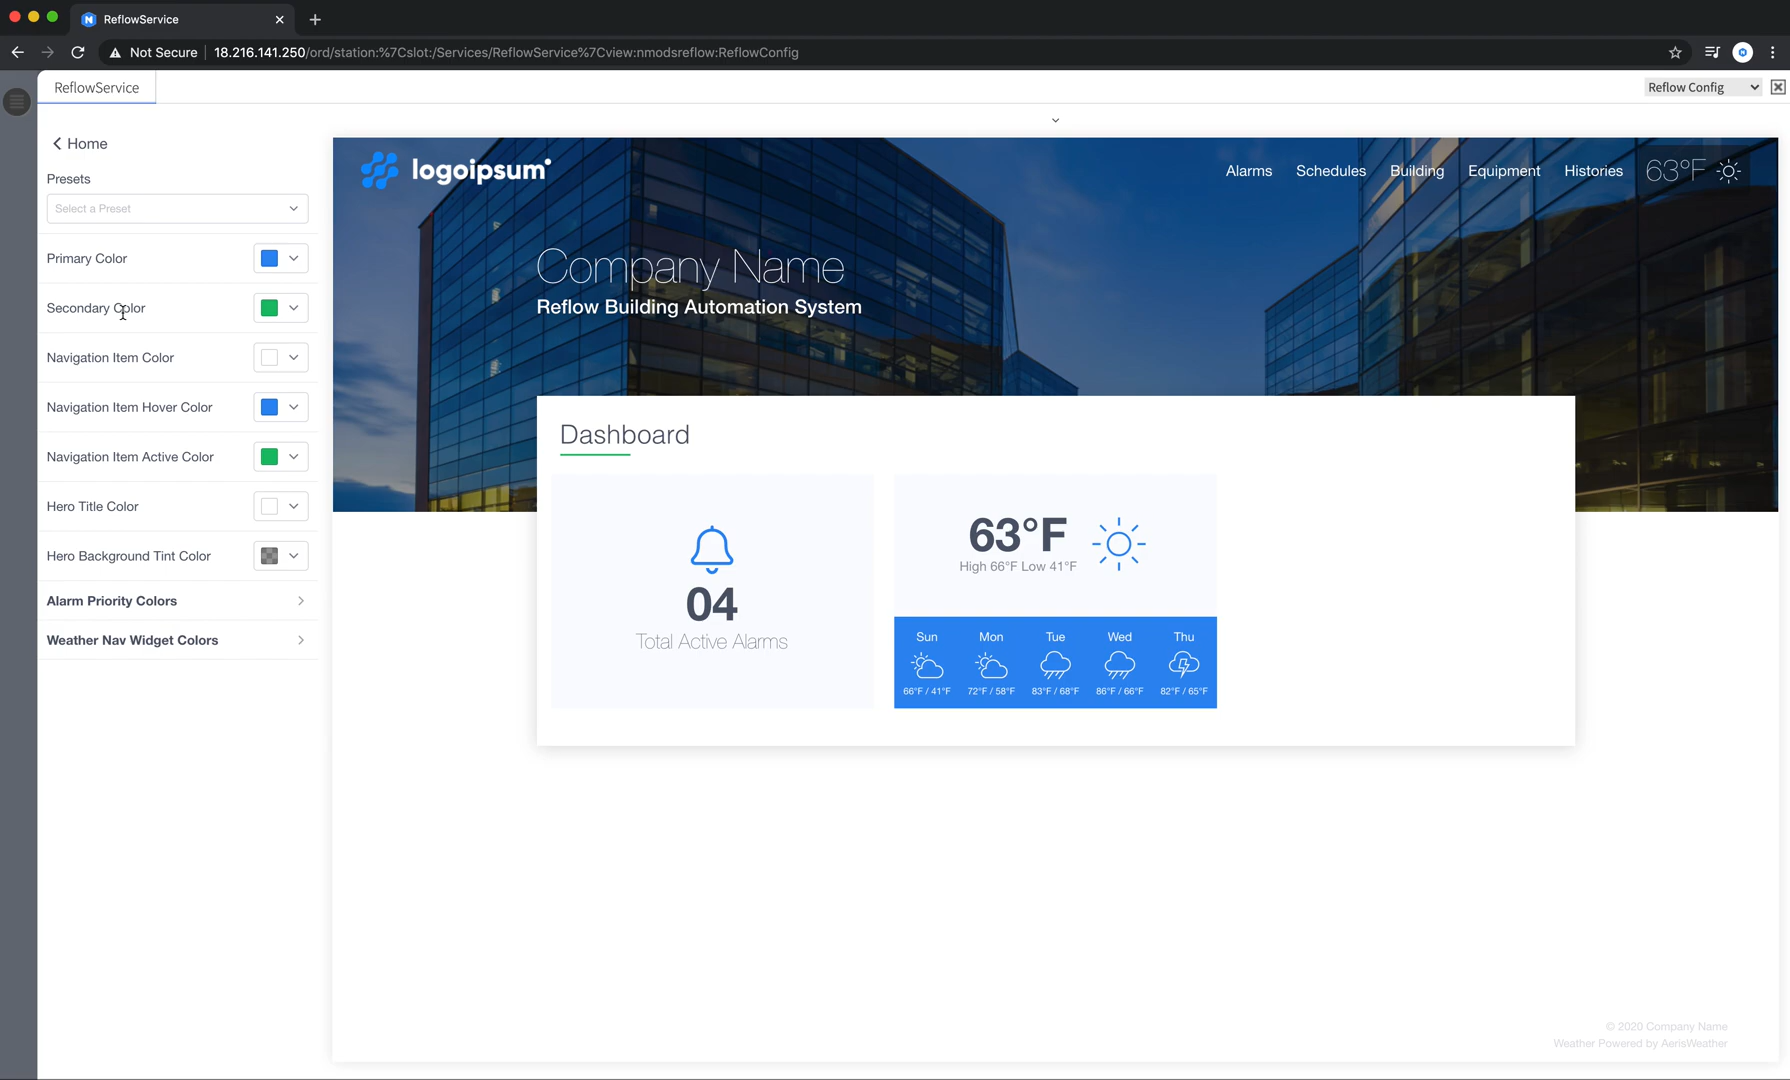 ReflowService
Not Secure
18.216.141.250/ord/station:%7Cslot:/Services/ReflowService%7Cview:nmodsreflow:ReflowConfig
ReflowService
Reflow Config
Home
Presets
Select a Preset
Primary Color
Secondary Color
Navigation Item Color
Navigation Item Hover Color
Navigation Item Active Color
Hero Title Color
Hero Background Tint Color
Alarm Priority Colors
Weather Nav Widget Colors
logoipsum
Alarms Schedules Building Equipment Histories 63°F
Company Name
Reflow Building Automation System
Dashboard
04
Total Active Alarms
63°F
High 66°F Low 41°F
Sun Mon Tue Wed Thu
66°F / 41°F 72°F / 58°F 83°F / 68°F 86°F / 66°F 82°F / 65°F
© 2020 Company Name
Weather Powered by AerisWeather